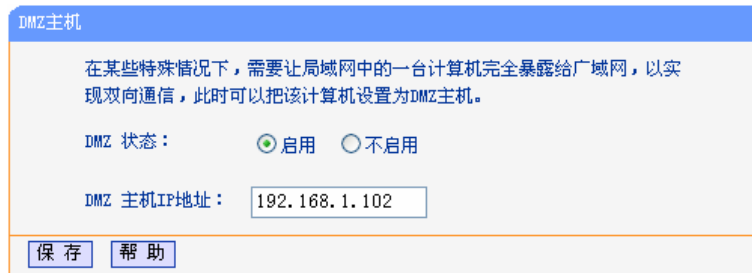 DMZ主机
在某些特殊情况下，需要让局域网中的一台计算机完全暴露给广域网，以实
现双向通信，此时可以把该计算机设置为DMZ主机。
DMZ 状态： 启用 不启用
DMZ 主机IP地址： 192.168.1.102
保 存 帮 助